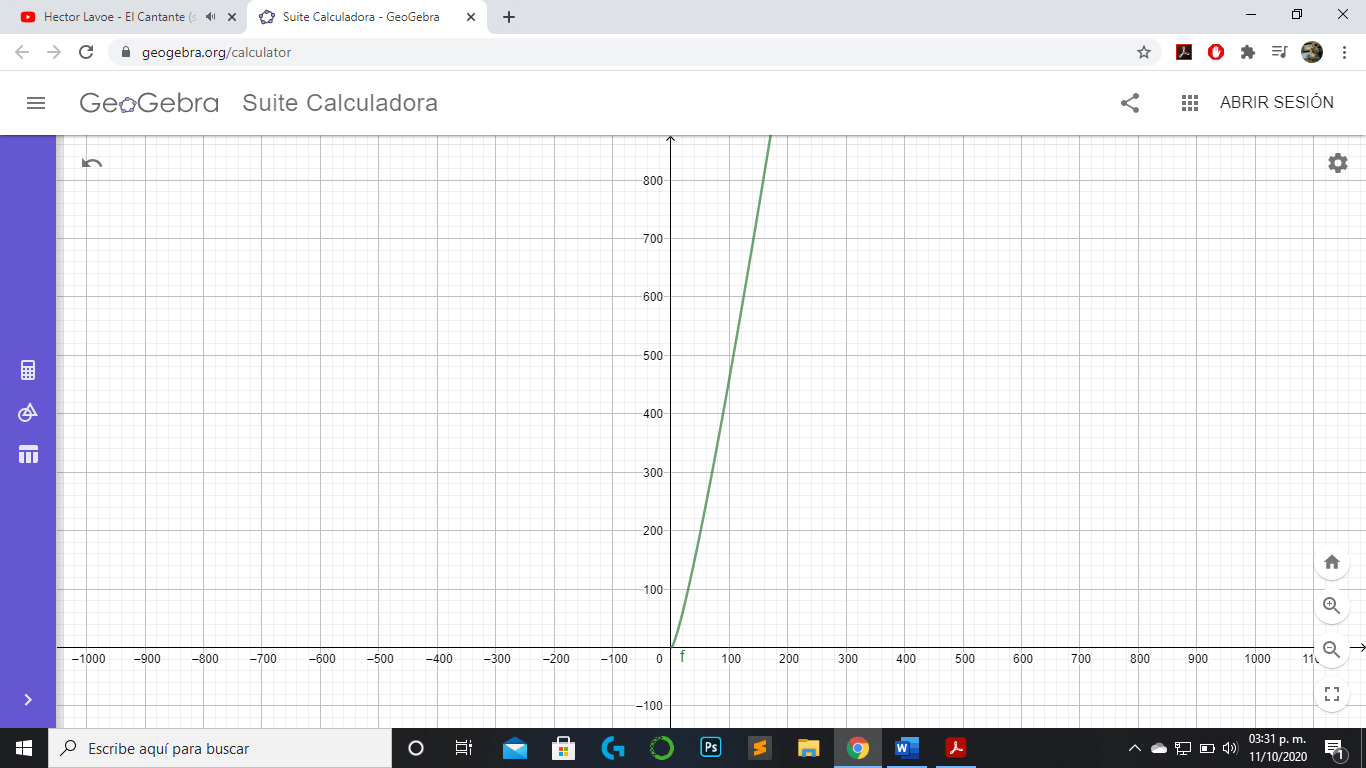 Hector Lavoe - El Cantante (s
Suite Calculadora - GeoGebra
geogebra.org/calculator
GeoGebra Suite Calculadora
ABRIR SESIÓN
800
700
600
500
400
300
200
100
–1000 –900 –800 –700 –600 –500 –400 –300 –200 –100 0 f 100 200 300 400 500 600 700 800 900 1000
–100
Escribe aquí para buscar
Ps
W
03:31 p. m.
11/10/2020
1